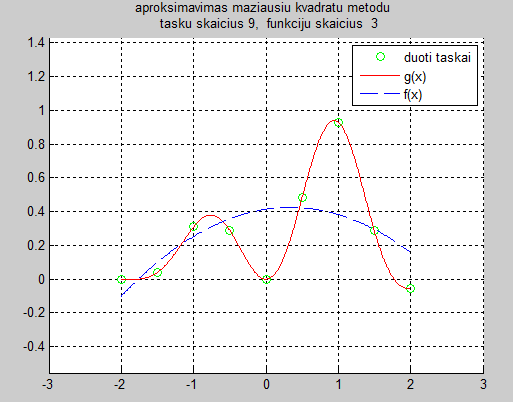 aproksimavimas maziausiu kvadratu metodu
tasku skaicius 9, funkciju skaicius 3
duoti taskai
g(x)
f(x)
1.4
1.2
1
0.8
0.6
0.4
0.2
0
-0.2
-0.4
-3 -2 -1 0 1 2 3